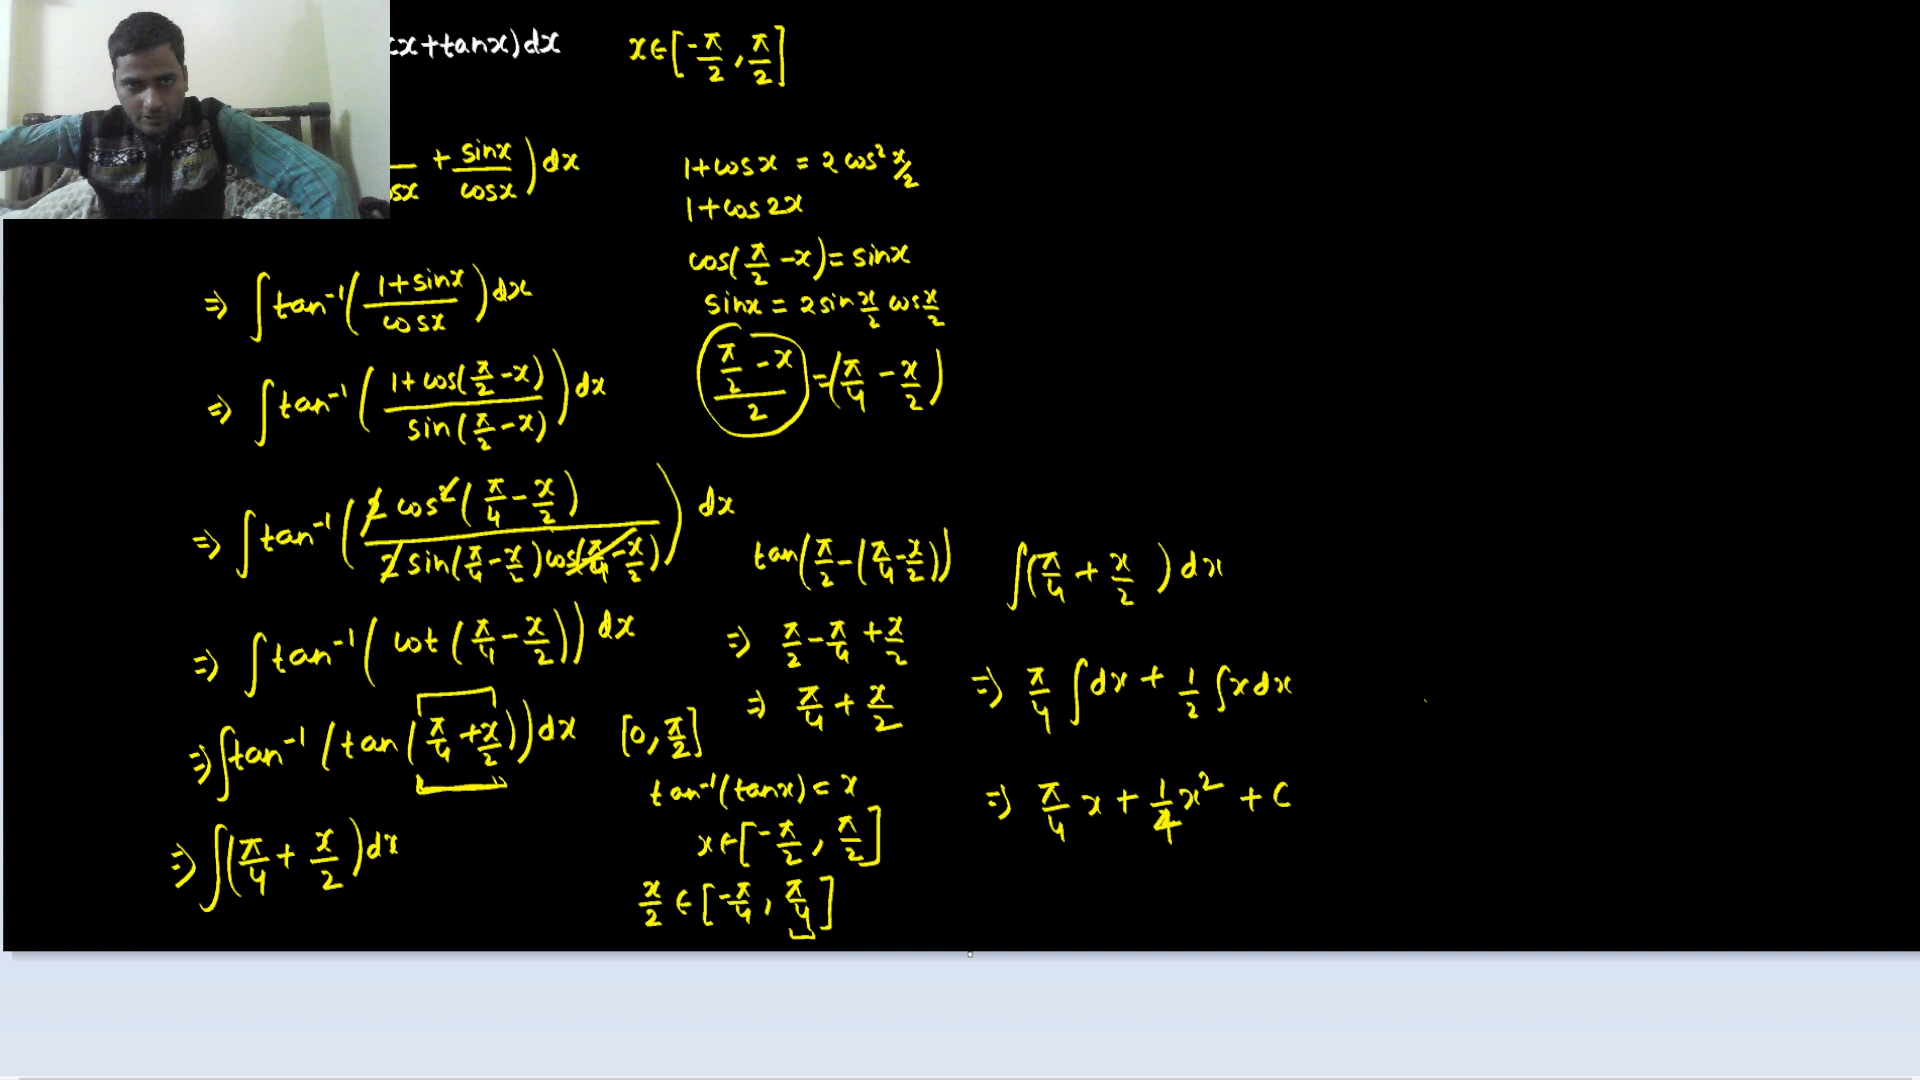 x+tanx)dx x∈[-π/2, π/2]
+ sinx/cosx) dx
1+cosx = 2cos² x/2
1+cos2x
cos(π/2 -x) = sinx
sinx = 2sin x/2 cos x/2
(π/2 - x)/2 = (π/4 - x/2)
⇒ ∫tan⁻¹((1+sinx)/cosx) dx
⇒ ∫tan⁻¹((1+cos(π/2 -x))/sin(π/2 -x)) dx
⇒ ∫tan⁻¹(2cos²(π/4 - x/2)/2sin(π/4 - x/2)cos(π/4 - x/2)) dx
⇒ ∫tan⁻¹(cot(π/4 - x/2)) dx
⇒ ∫tan⁻¹(tan(π/4 + x/2)) dx [0, π/2]
⇒ ∫(π/4 + x/2) dx
tan⁻¹(tanx) = x
x∈[-π/2, π/2]
x/2 ∈ [-π/4, π/4]
tan(π/2 - (π/4 - x/2))
⇒ π/2 - π/4 + x/2
⇒ π/4 + x/2
∫(π/4 + x/2) dx
⇒ π/4 ∫dx + 1/2 ∫xdx
⇒ π/4 x + 1/4 x² + C